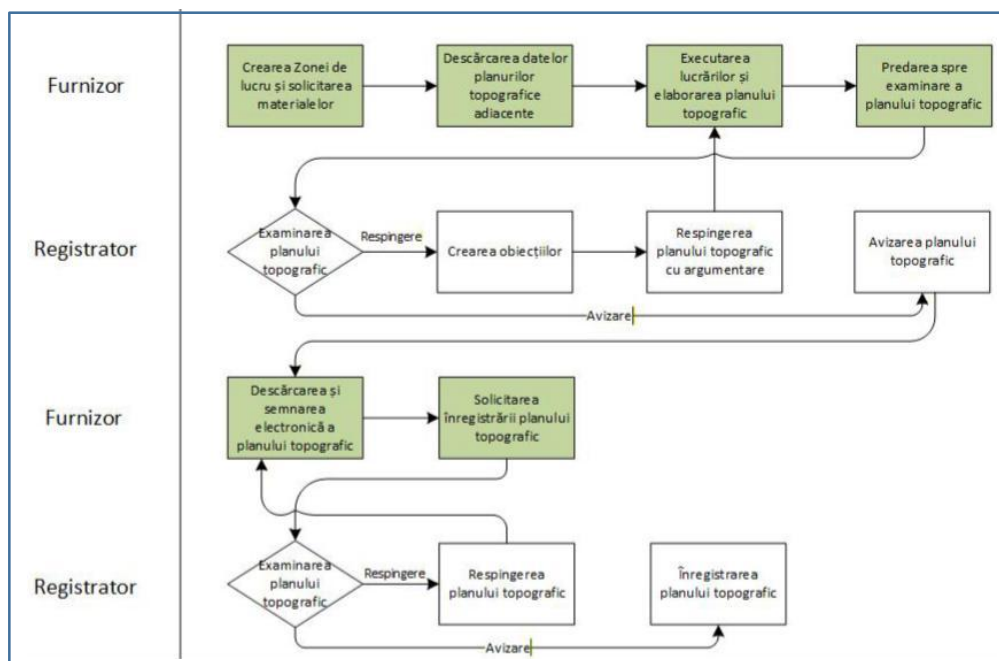 Furnizor
Crearea Zonei de
lucru și solicitarea
materialelor
Descărcarea datelor
planurilor
topografice
adiacente
Executarea
lucrărilor și
elaborarea planului
topografic
Predarea spre
examinare a
planului topografic
Registrator
Examinarea
planului
topografic
Respingere
Crearea obiecțiilor
Respingerea
planului topografic
cu argumentare
Avizarea planului
topografic
Avizare
Furnizor
Descărcarea și
semnarea
electronică a
planului topografic
Solicitarea
înregistrării planului
topografic
Registrator
Examinarea
planului
topografic
Respingere
Respingerea
planului topografic
Înregistrarea
planului topografic
Avizare